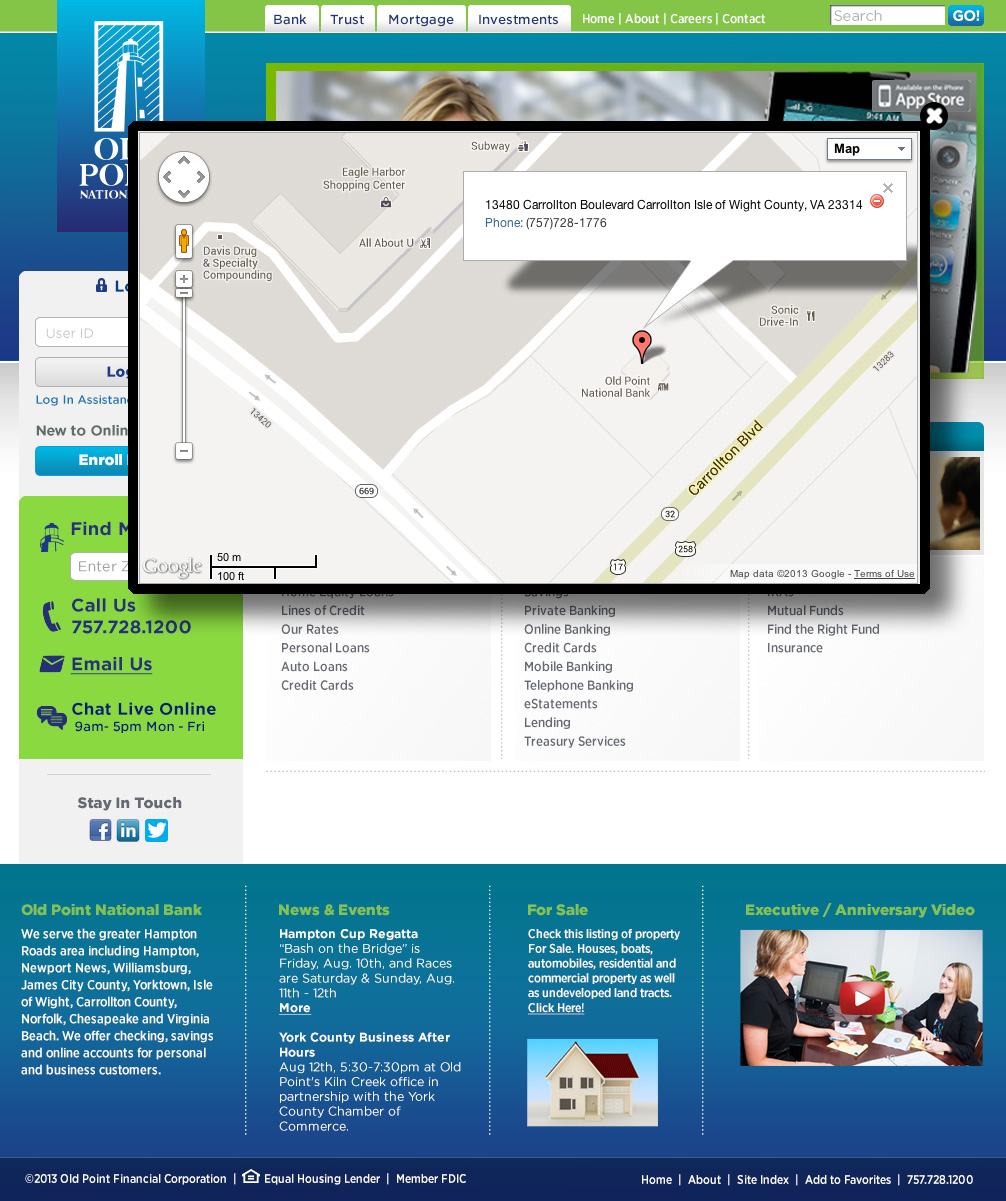 Bank
Trust
Mortgage
Investments
Home | About | Careers | Contact
Search
GO!
Available on the iPhone
App Store
9:41 AM
NATIONAL
Log
User ID
Log In Assistan
New to Onlin
Enroll
Map
Subway
Eagle Harbor
Shopping Center
All About U
Davis Drug
& Specialty
Compounding
13480 Carrollton Boulevard Carrollton Isle of Wight County, VA 23314
Phone: (757)728-1776
Sonic
Drive-In
Old Point
National Bank
ATM
13283
13420
Carrollton Blvd
669
32
258
17
Google
50 m
100 ft
Map data ©2013 Google - Terms of Use
Find M
Enter Z
Call Us
757.728.1200
Email Us
Chat Live Online
9am- 5pm Mon - Fri
Stay In Touch
Home Equity Loans
Lines of Credit
Our Rates
Personal Loans
Auto Loans
Credit Cards
Savings
Private Banking
Online Banking
Credit Cards
Mobile Banking
Telephone Banking
eStatements
Lending
Treasury Services
IRAs
Mutual Funds
Find the Right Fund
Insurance
Old Point National Bank
We serve the greater Hampton
Roads area including Hampton,
Newport News, Williamsburg,
James City County, Yorktown, Isle
of Wight, Carrollton County,
Norfolk, Chesapeake and Virginia
Beach. We offer checking, savings
and online accounts for personal
and business customers.
News & Events
Hampton Cup Regatta
“Bash on the Bridge” is
Friday, Aug. 10th, and Races
are Saturday & Sunday, Aug.
11th - 12th
More
York County Business After
Hours
Aug 12th, 5:30-7:30pm at Old
Point's Kiln Creek office in
partnership with the York
County Chamber of
Commerce.
For Sale
Check this listing of property
For Sale. Houses, boats,
automobiles, residential and
commercial property as well
as undeveloped land tracts.
Click Here!
Executive / Anniversary Video
©2013 Old Point Financial Corporation | Equal Housing Lender | Member FDIC
Home | About | Site Index | Add to Favorites | 757.728.1200